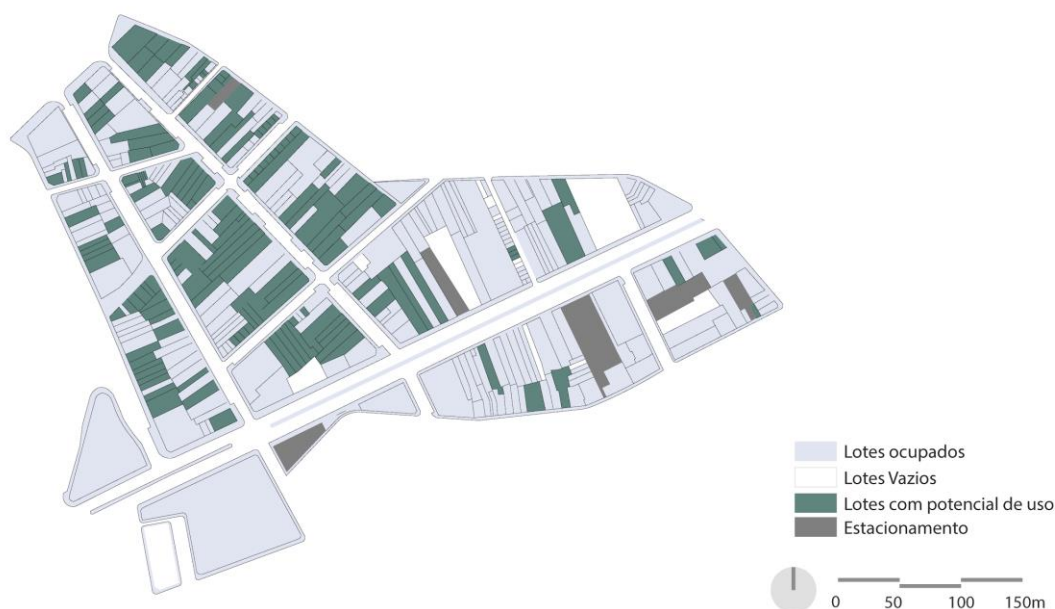 Lotes ocupados
Lotes Vazios
Lotes com potencial de uso
Estacionamento
0 50 100 150m